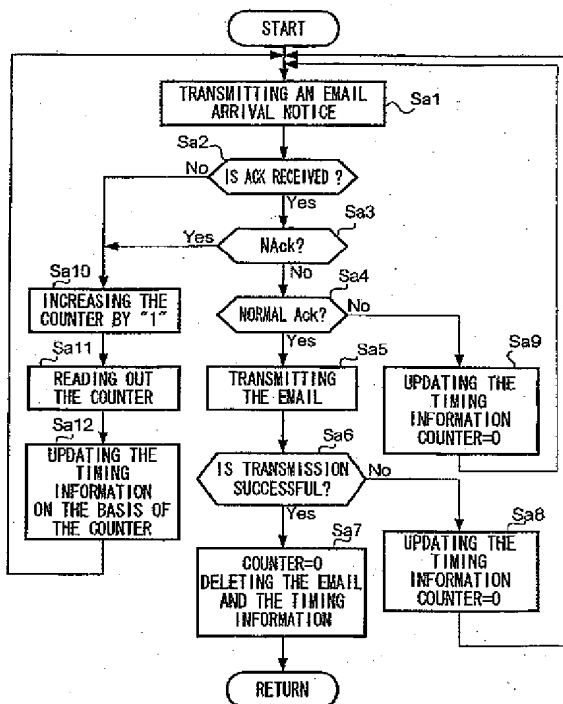 START
TRANSMITTING AN EMAIL
ARRIVAL NOTICE
Sa1
Sa2
IS ACK RECEIVED ?
No
Yes
Sa3
NAck?
Yes
No
Sa10
INCREASING THE
COUNTER BY "1"
Sa4
NORMAL Ack?
No
Yes
Sa11
READING OUT
THE COUNTER
Sa5
TRANSMITTING
THE EMAIL
Sa9
UPDATING THE
TIMING
INFORMATION
COUNTER=0
Sa12
UPDATING THE
TIMING
INFORMATION
ON THE BASIS OF
THE COUNTER
Sa6
IS TRANSMISSION
SUCCESSFUL?
No
Yes
Sa7
COUNTER=0
DELETING THE EMAIL
AND THE TIMING
INFORMATION
Sa8
UPDATING THE
TIMING
INFORMATION
COUNTER=0
RETURN